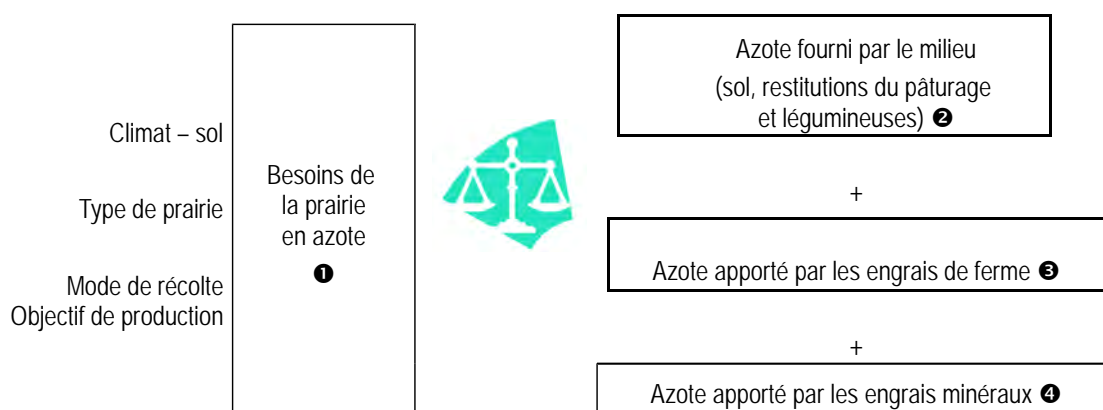 Climat – sol
Type de prairie
Mode de récolte
Objectif de production
Besoins de
la prairie
en azote
❶
Azote fourni par le milieu
(sol, restitutions du pâturage
et légumineuses) ❷
+
Azote apporté par les engrais de ferme ❸
+
Azote apporté par les engrais minéraux ❹